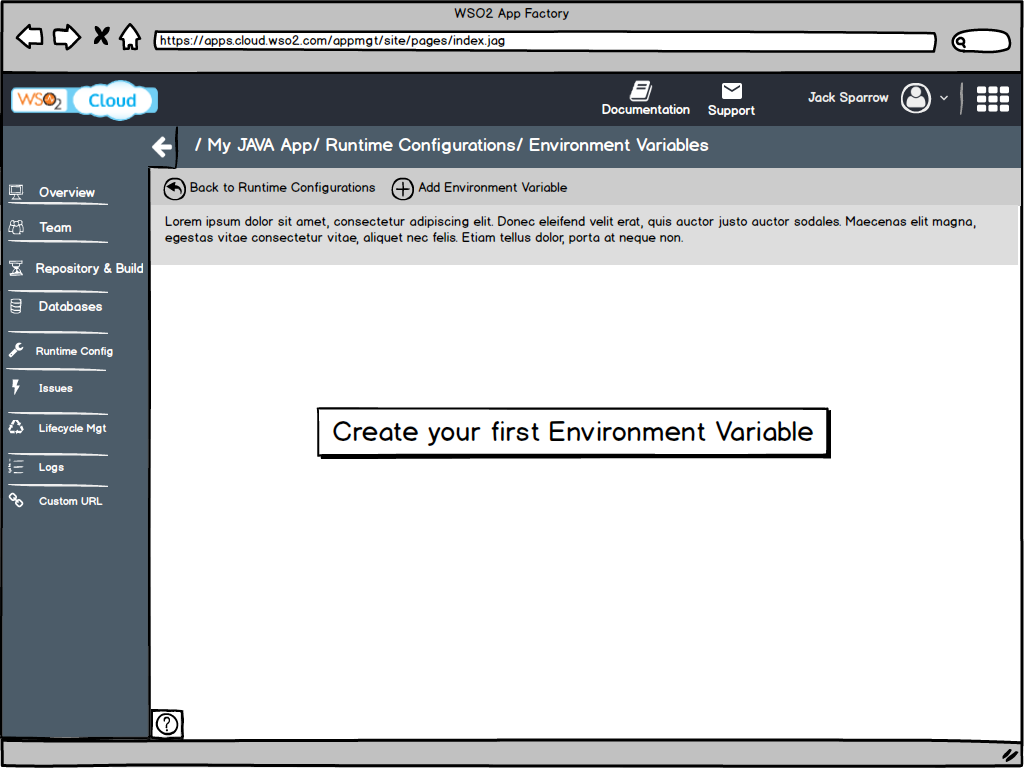 WSO2 App Factory
https://apps.cloud.wso2.com/appmgt/site/pages/index.jag
WSO2 Cloud
Documentation
Support
Jack Sparrow
/ My JAVA App/ Runtime Configurations/ Environment Variables
Back to Runtime Configurations
Add Environment Variable
Lorem ipsum dolor sit amet, consectetur adipiscing elit. Donec eleifend velit erat, quis auctor justo auctor sodales. Maecenas elit magna,
egestas vitae consectetur vitae, aliquet nec felis. Etiam tellus dolor, porta at neque non.
Overview
Team
Repository & Build
Databases
Runtime Config
Issues
Lifecycle Mgt
Logs
Custom URL
Create your first Environment Variable
?